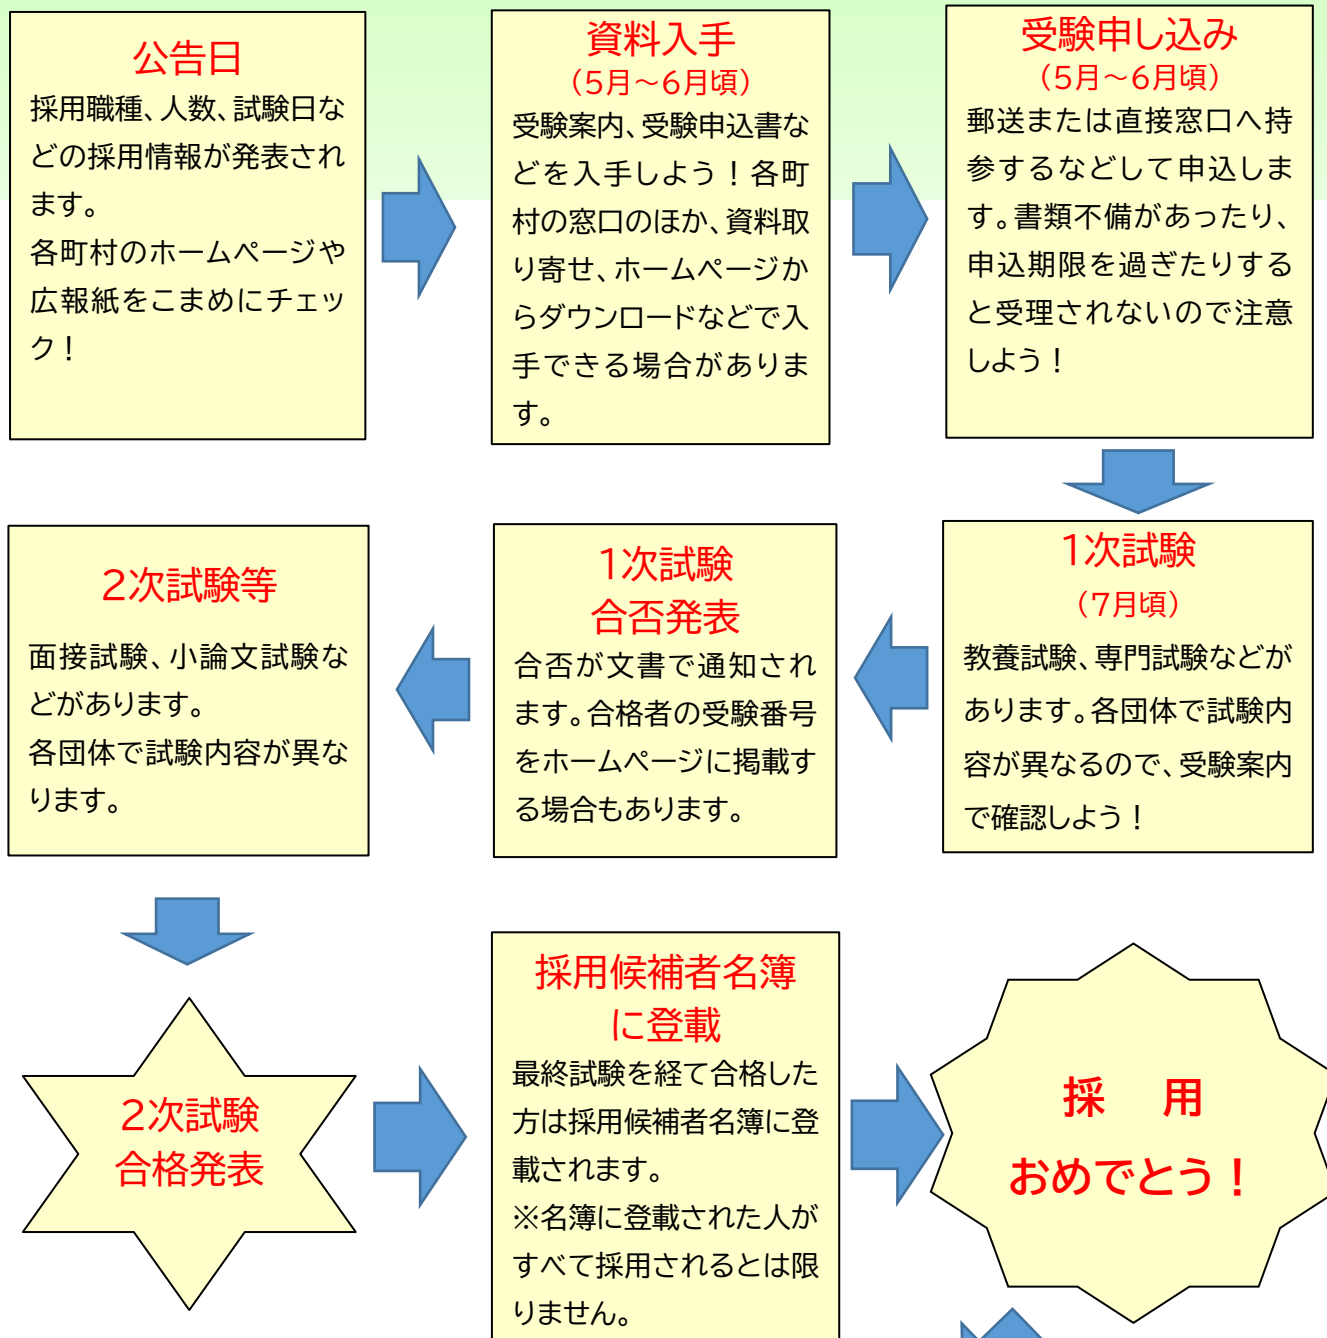 公告日
採用職種、人数、試験日な
どの採用情報が発表され
ます。
各町村のホームページや
広報紙をこまめにチェッ
ク！
資料入手
（5月～6月頃）
受験案内、受験申込書な
どを入手しよう！各町
村の窓口のほか、資料取
り寄せ、ホームページか
らダウンロードなどで入
手できる場合がありま
す。
受験申し込み
（5月～6月頃）
郵送または直接窓口へ持
参するなどして申込しま
す。書類不備があったり、
申込期限を過ぎたりする
と受理されないので注意
しよう！
1次試験
（7月頃）
教養試験、専門試験などが
あります。各団体で試験内
容が異なるので、受験案内
で確認しよう！
1次試験
合否発表
合否が文書で通知され
ます。合格者の受験番号
をホームページに掲載す
る場合もあります。
2次試験等
面接試験、小論文試験な
どがあります。
各団体で試験内容が異な
ります。
2次試験
合格発表
採用候補者名簿
に登載
最終試験を経て合格した
方は採用候補者名簿に登
載されます。
※名簿に登載された人が
すべて採用されるとは限
りません。
採　用
おめでとう！